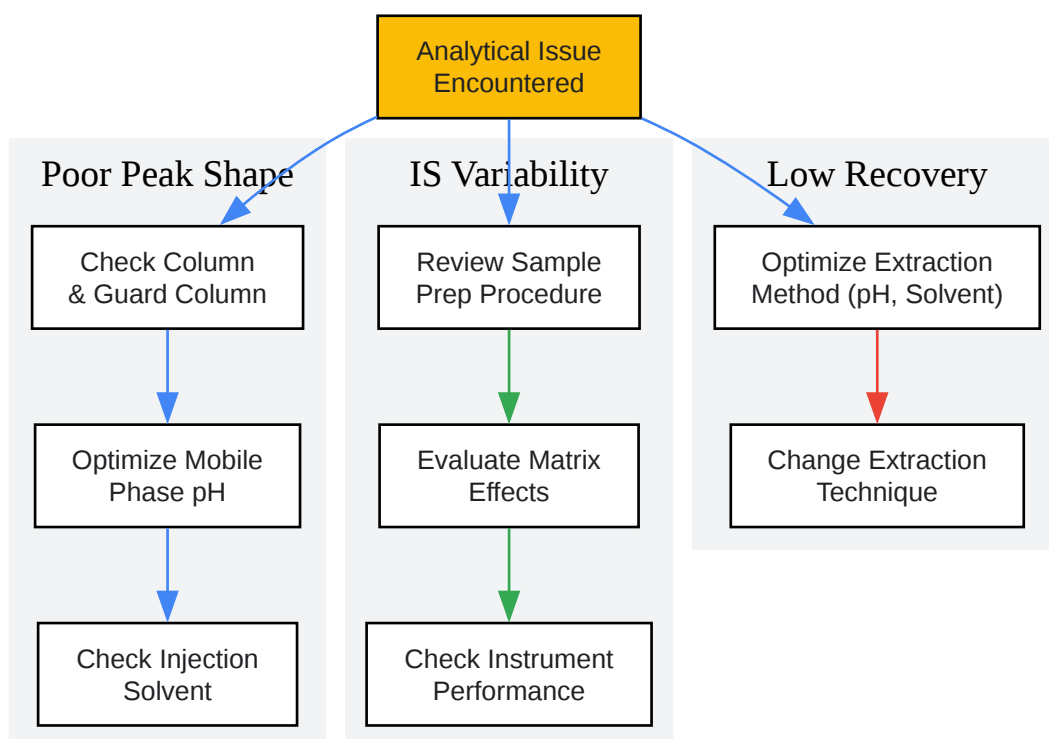 Analytical Issue
Encountered
Poor Peak Shape
IS Variability
Low Recovery
Check Column
& Guard Column
Review Sample
Prep Procedure
Optimize Extraction
Method (pH, Solvent)
Optimize Mobile
Phase pH
Evaluate Matrix
Effects
Change Extraction
Technique
Check Injection
Solvent
Check Instrument
Performance